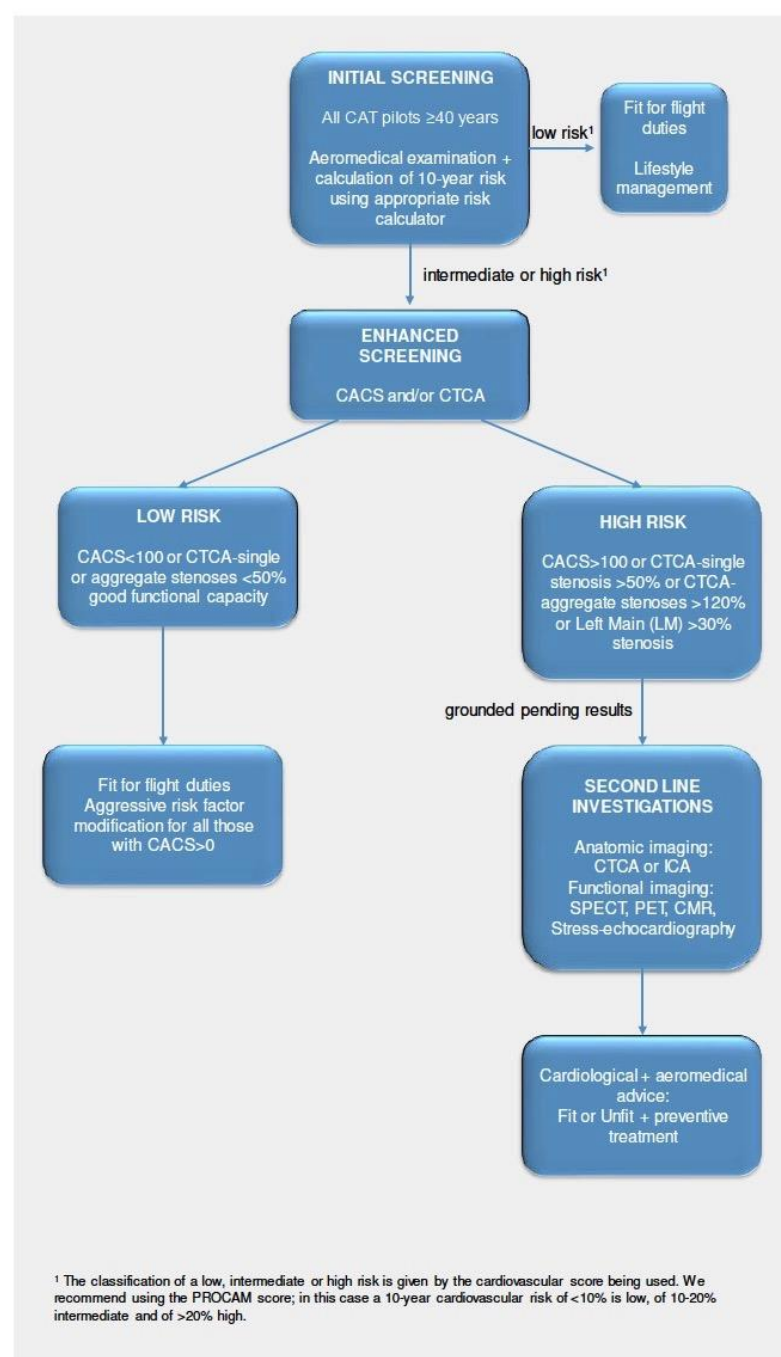 INITIAL SCREENING
All CAT pilots ≥40 years
Aeromedical examination +
calculation of 10-year risk
using appropriate risk
calculator
low risk¹
Fit for flight
duties
Lifestyle
management
intermediate or high risk¹
ENHANCED
SCREENING
CACS and/or CTCA
LOW RISK
CACS<100 or CTCA-single
or aggregate stenoses <50%
good functional capacity
HIGH RISK
CACS>100 or CTCA-single
stenosis >50% or CTCA-
aggregate stenoses >120%
or Left Main (LM) >30%
stenosis
grounded pending results
Fit for flight duties
Aggressive risk factor
modification for all those
with CACS>0
SECOND LINE
INVESTIGATIONS
Anatomic imaging:
CTCA or ICA
Functional imaging:
SPECT, PET, CMR,
Stress-echocardiography
Cardiological + aeromedical
advice:
Fit or Unfit + preventive
treatment
¹ The classification of a low, intermediate or high risk is given by the cardiovascular score being used. We
recommend using the PROCAM score; in this case a 10-year cardiovascular risk of <10% is low, of 10-20%
intermediate and of >20% high.